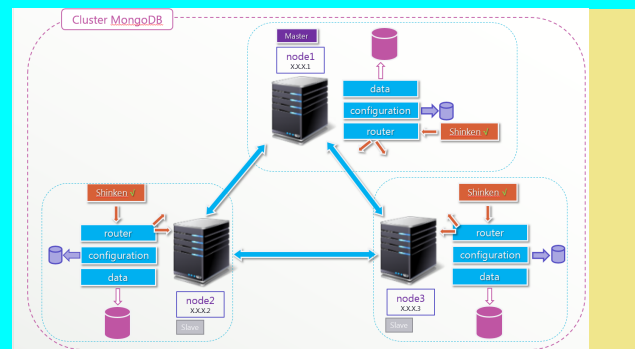 Cluster MongoDB
Master
node1
X.X.X.1
data
configuration
router
Shinken √
Shinken √
router
configuration
data
node2
X.X.X.2
Slave
Shinken √
router
configuration
data
node3
X.X.X.3
Slave